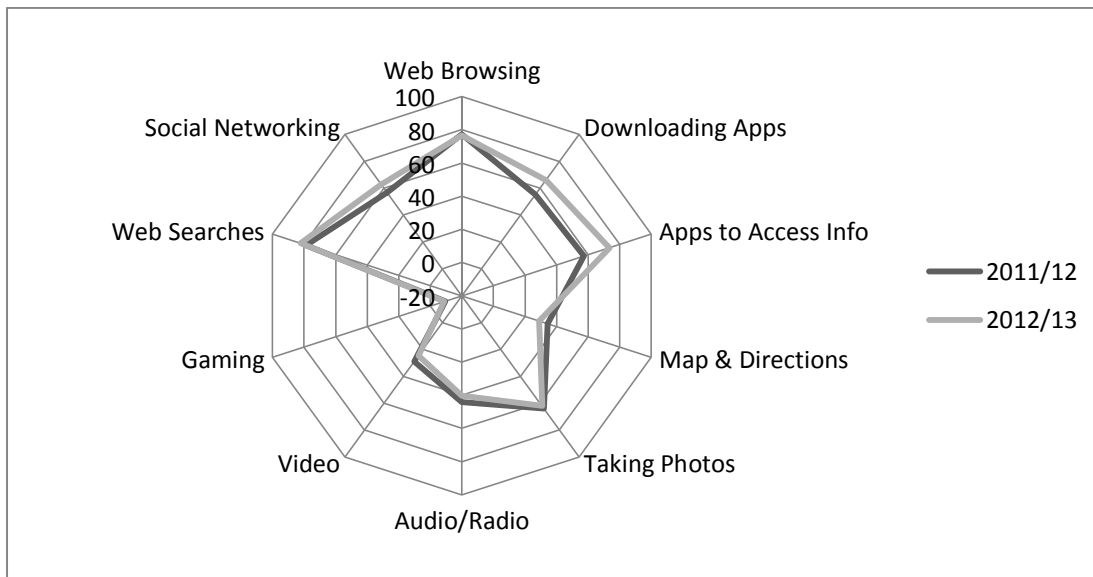 Web Browsing
100
80
60
40
20
0
-20
Downloading Apps
Apps to Access Info
Map & Directions
Taking Photos
Audio/Radio
Video
Gaming
Web Searches
Social Networking
2011/12
2012/13